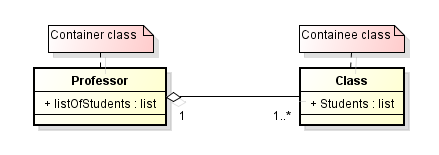 Container class
Containee class
Professor
+ listOfStudents : list
Class
+ Students : list
1
1..*